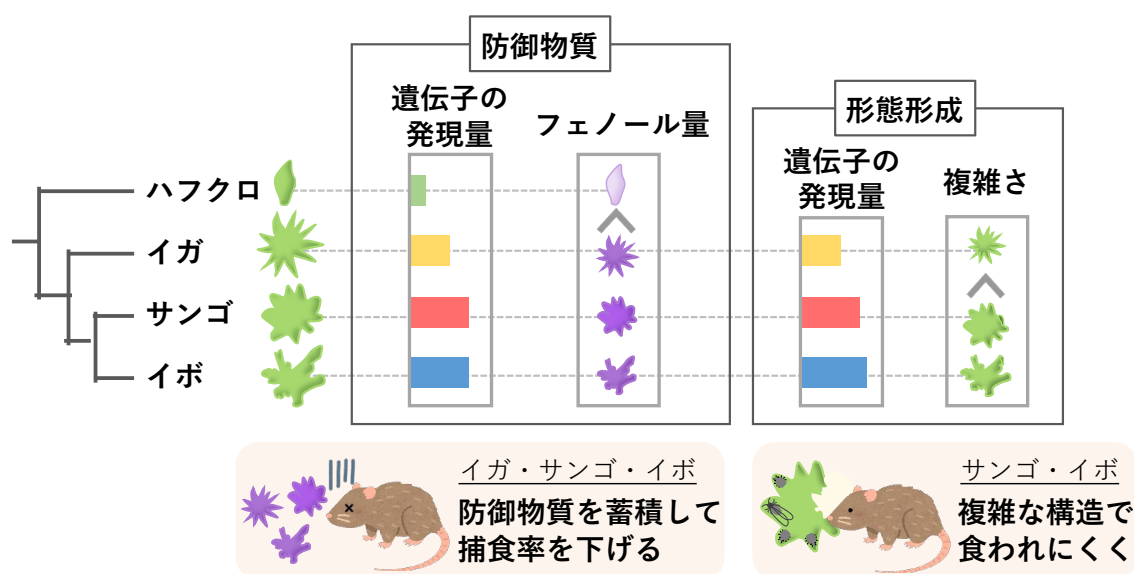 防御物質
遺伝子の
発現量
フェノール量
形態形成
遺伝子の
発現量
複雑さ
ハフクロ
イガ
サンゴ
イボ
イガ・サンゴ・イボ
防御物質を蓄積して
捕食率を下げる
サンゴ・イボ
複雑な構造で
食われにくく